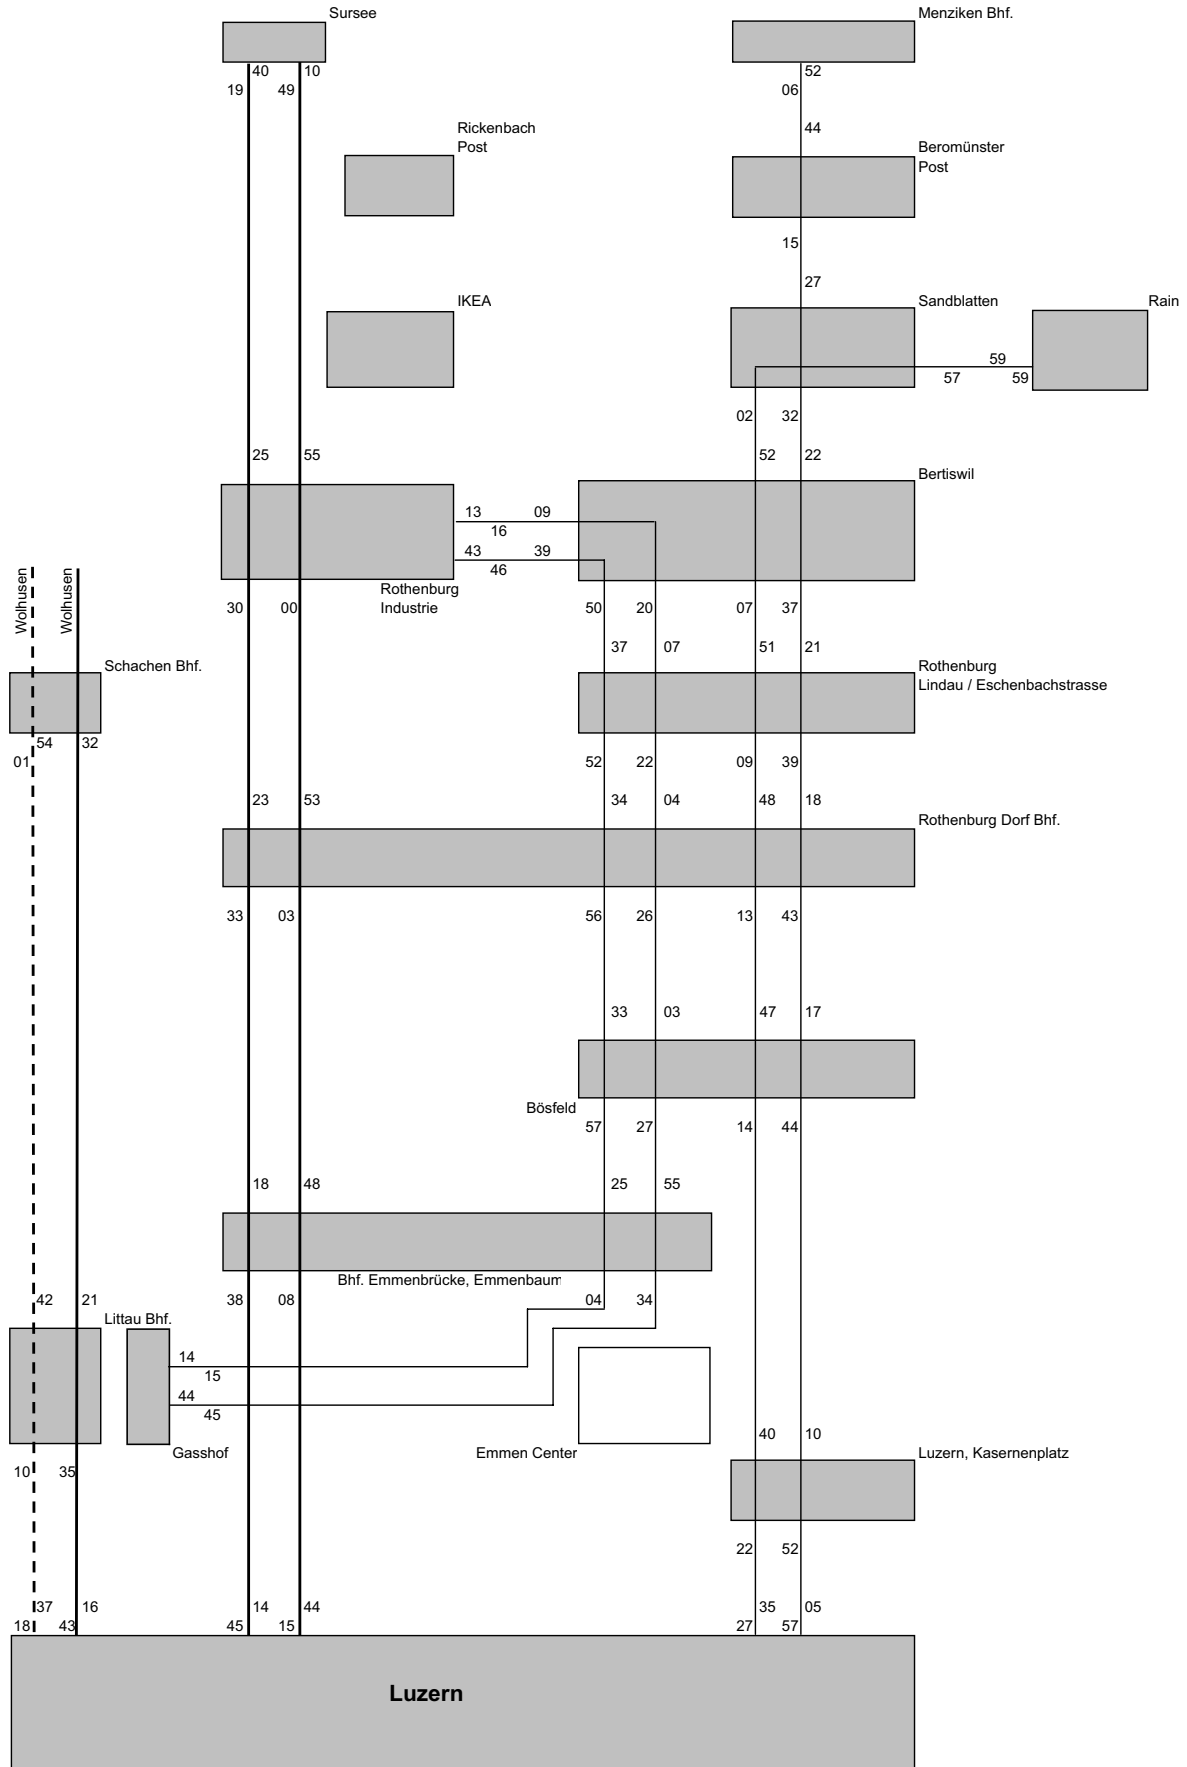 Sursee
Menziken Bhf.
40 10 52
19 49 06
Rickenbach
Post
44
Beromünster
Post
15
27
IKEA
Sandblatten
Rain
59
57 59
02 32
25 55 52 22
Bertiswil
13 09
16
43 39
46
Rothenburg
Industrie
30 00 50 20 07 37
Wolhusen
Wolhusen
37 07 51 21
Schachen Bhf.
Rothenburg
Lindau / Eschenbachstrasse
54 32
01 52 22 09 39
23 53 34 04 48 18
Rothenburg Dorf Bhf.
33 03 56 26 13 43
33 03 47 17
Bösfeld
57 27 14 44
18 48 25 55
Bhf. Emmenbrücke, Emmenbaum
42 21 38 08 04 34
Littau Bhf.
14
15
44
45
Gasshof
Emmen Center
40 10
Luzern, Kasernenplatz
10 35
22 52
37 16 14 44 35 05
18 43 45 15 27 57
Luzern